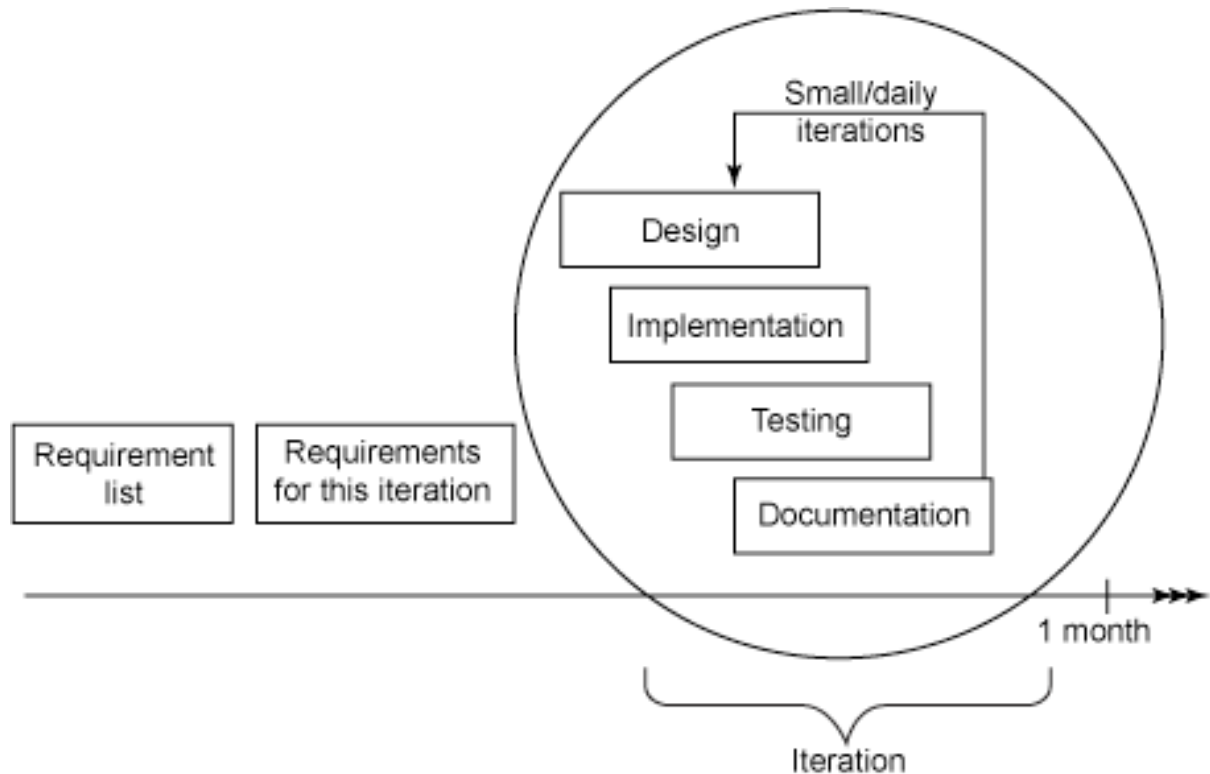 Small/daily
iterations
Design
Implementation
Testing
Documentation
Requirement
list
Requirements
for this iteration
1 month
Iteration